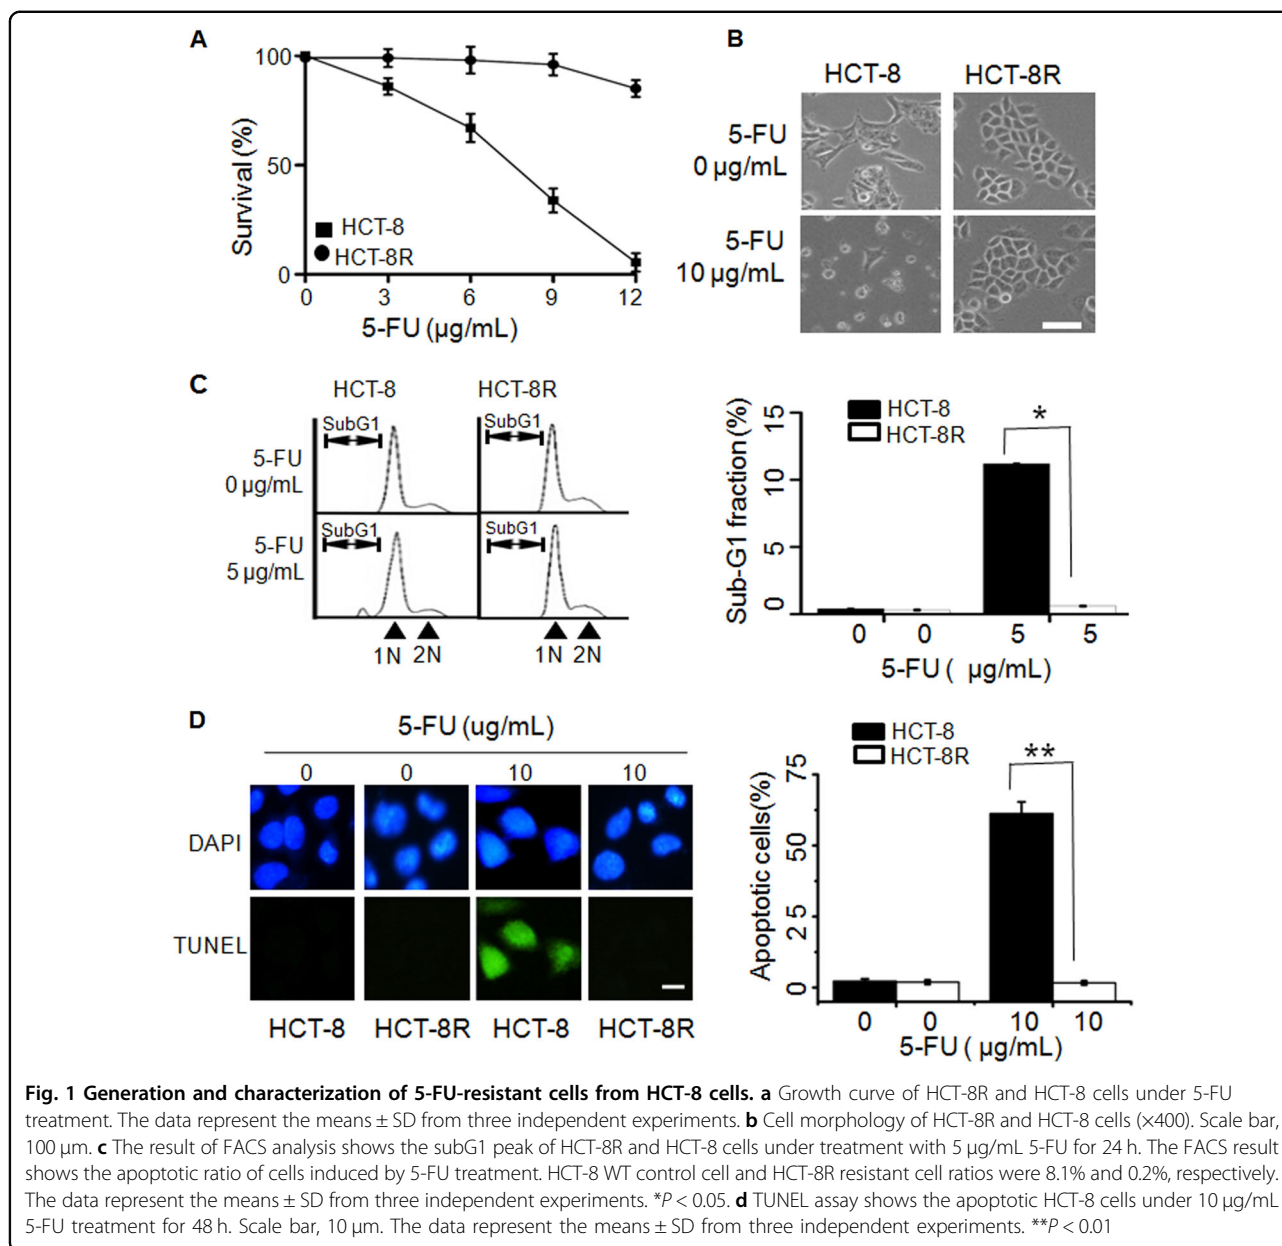 A
100
50
0
Survival (%)
HCT-8
HCT-8R
0 3 6 9 12
5-FU (µg/mL)
B
HCT-8 HCT-8R
5-FU
0 µg/mL
5-FU
10 µg/mL
C
HCT-8 HCT-8R
SubG1 SubG1
5-FU
0 µg/mL
SubG1 SubG1
5-FU
5 µg/mL
1N 2N 1N 2N
HCT-8
HCT-8R
*
15
10
5
0
Sub-G1 fraction (%)
0 0 5 5
5-FU ( µg/mL)
D
5-FU (ug/mL)
0 0 10 10
DAPI
TUNEL
HCT-8 HCT-8R HCT-8 HCT-8R
HCT-8
HCT-8R
**
75
50
25
0
Apoptotic cells(%)
0 0 10 10
5-FU ( µg/mL)
Fig. 1 Generation and characterization of 5-FU-resistant cells from HCT-8 cells. a Growth curve of HCT-8R and HCT-8 cells under 5-FU
treatment. The data represent the means ± SD from three independent experiments. b Cell morphology of HCT-8R and HCT-8 cells (×400). Scale bar,
100 µm. c The result of FACS analysis shows the subG1 peak of HCT-8R and HCT-8 cells under treatment with 5 µg/mL 5-FU for 24 h. The FACS result
shows the apoptotic ratio of cells induced by 5-FU treatment. HCT-8 WT control cell and HCT-8R resistant cell ratios were 8.1% and 0.2%, respectively.
The data represent the means ± SD from three independent experiments. *P < 0.05. d TUNEL assay shows the apoptotic HCT-8 cells under 10 µg/mL
5-FU treatment for 48 h. Scale bar, 10 µm. The data represent the means ± SD from three independent experiments. **P < 0.01